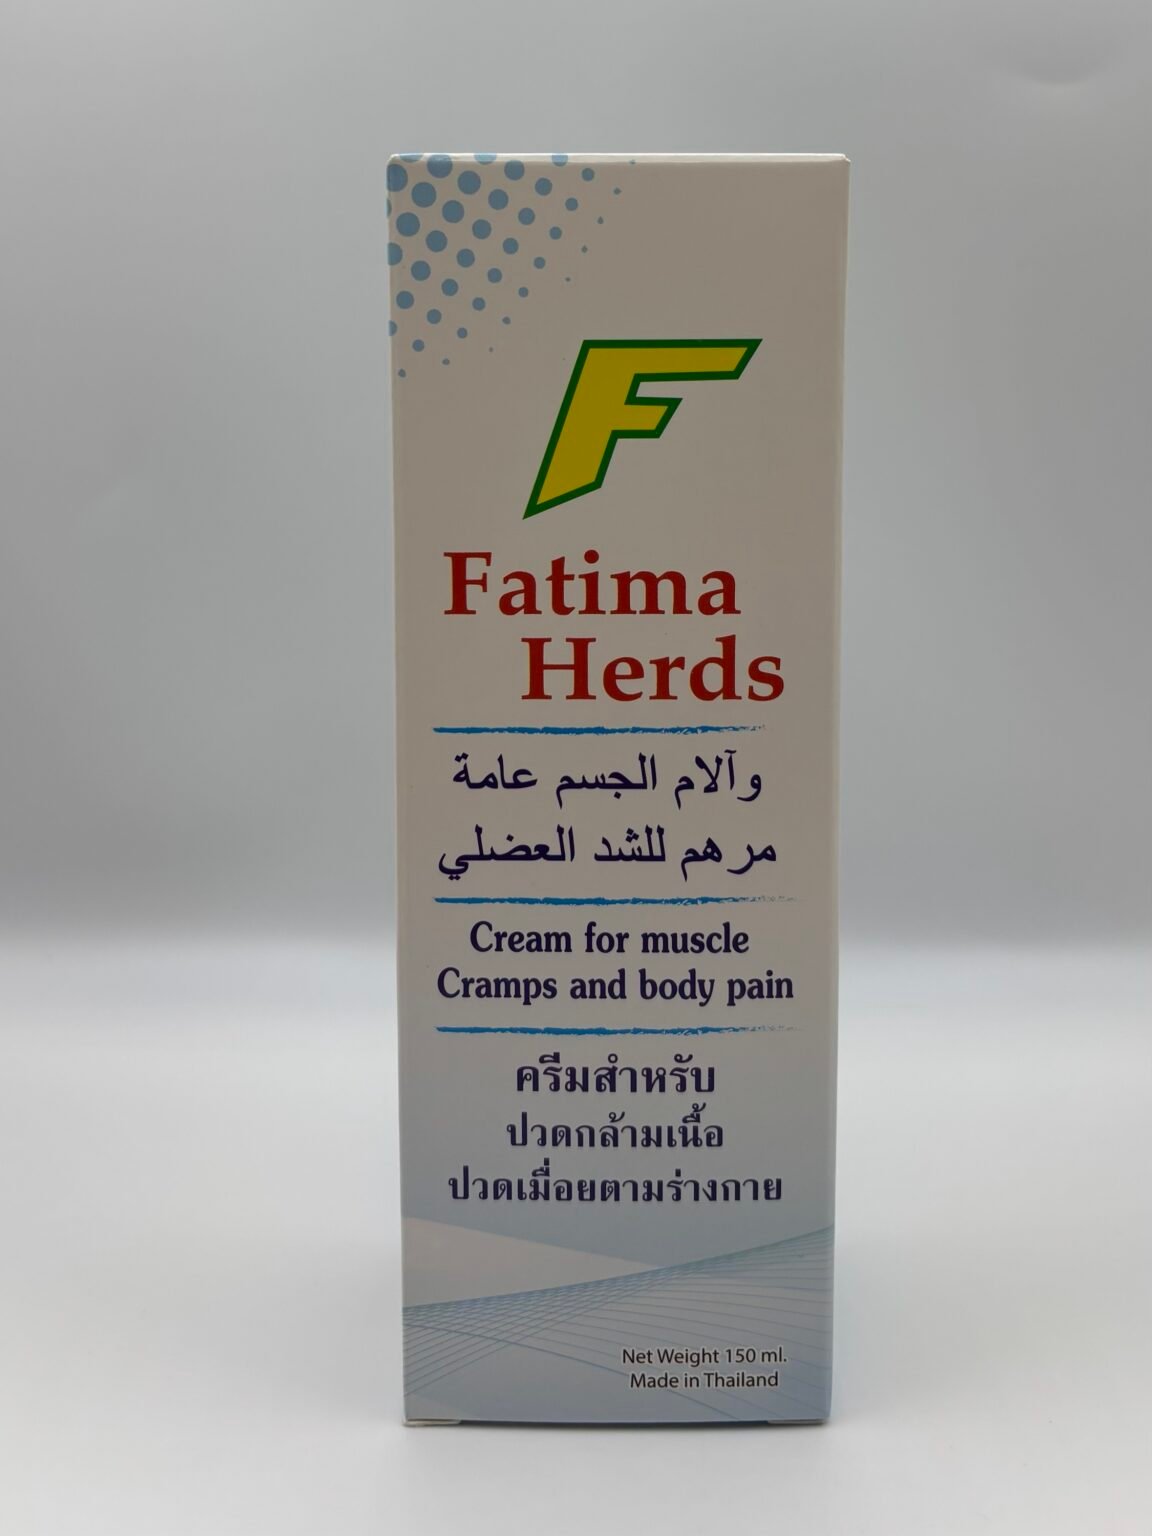 F
Fatima
Herds
وآلام الجسم عامة
مرهم للشد العضلي
Cream for muscle
Cramps and body pain
ครีมสำหรับ
ปวดกล้ามเนื้อ
ปวดเมื่อยตามร่างกาย
Net Weight 150 ml.
Made in Thailand